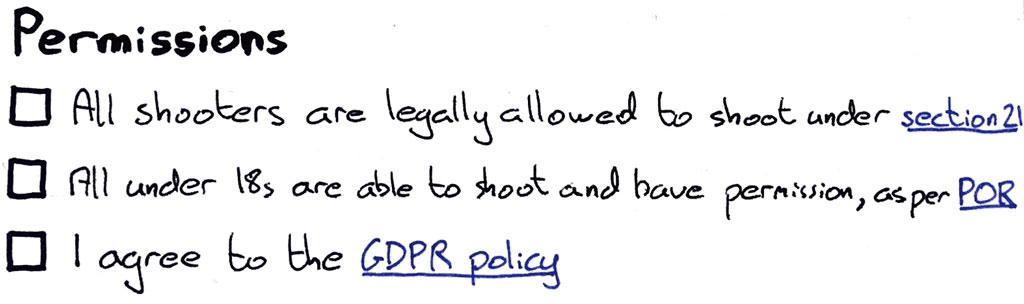 Permissions
All shooters are legally allowed to shoot under section 21
All under 18s are able to shoot and have permission, as per POR
I agree to the GDPR policy